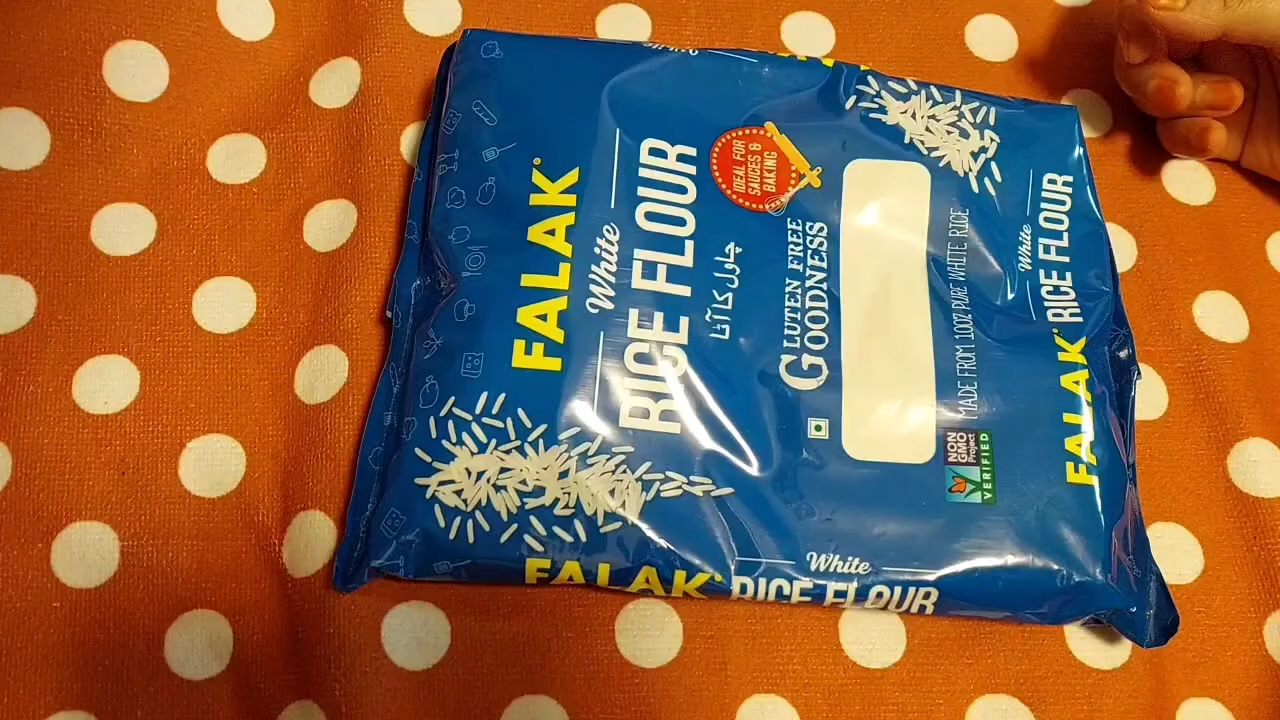 FALAK
White
RICE FLOUR
چاول کا آٹا
IDEAL FOR
SAUCES &
BAKING
GLUTEN FREE
GOODNESS
MADE FROM 100% PURE WHITE RICE
NON
GMO
Project
VERIFIED
White
FALAK RICE FLOUR
White
FALAK RICE FLOUR